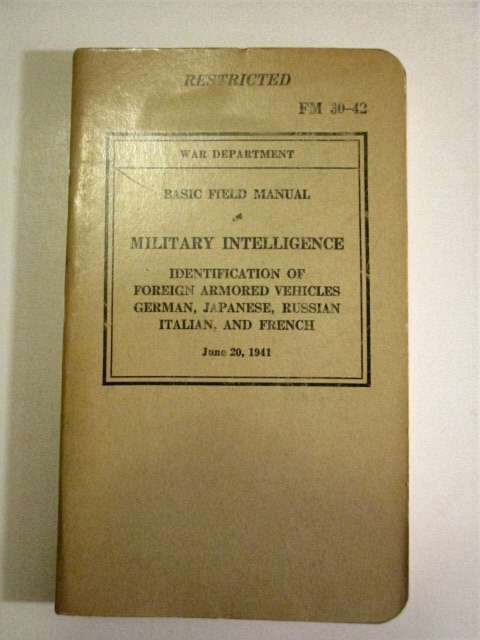 RESTRICTED
FM 30-42
WAR DEPARTMENT
BASIC FIELD MANUAL
MILITARY INTELLIGENCE
IDENTIFICATION OF
FOREIGN ARMORED VEHICLES
GERMAN, JAPANESE, RUSSIAN
ITALIAN, AND FRENCH
June 20, 1941